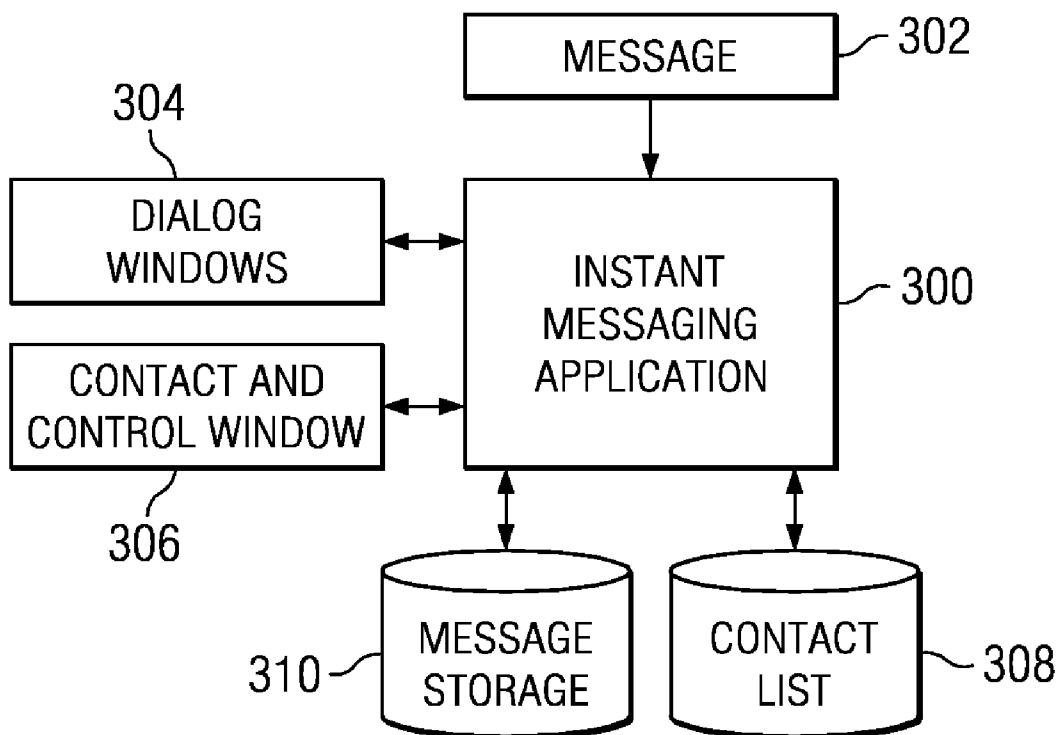 MESSAGE
302
304
DIALOG
WINDOWS
INSTANT
MESSAGING
APPLICATION
300
CONTACT AND
CONTROL WINDOW
306
310
MESSAGE
STORAGE
CONTACT
LIST
308